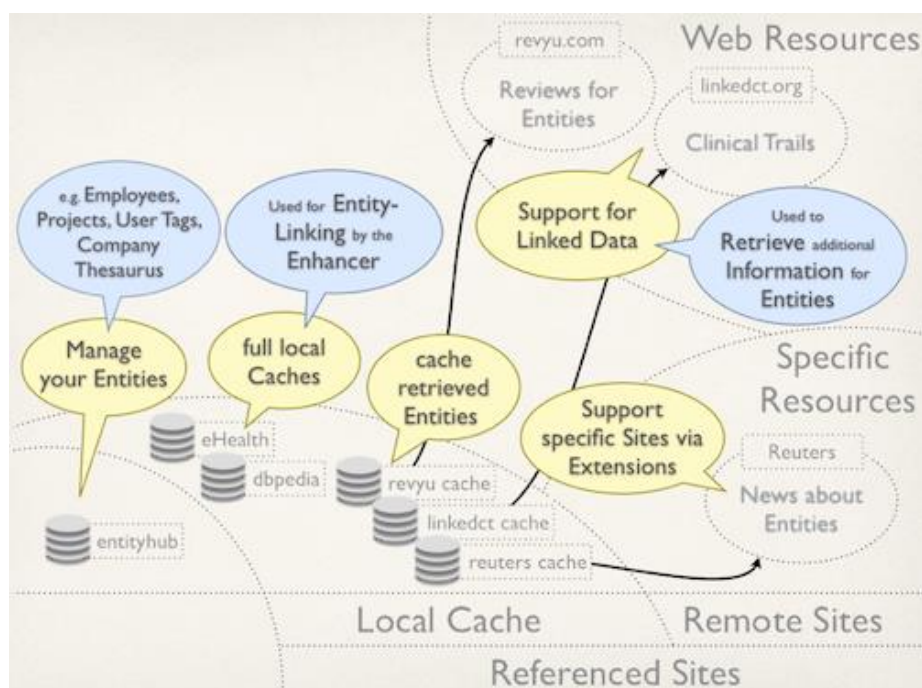 revyu.com
Web Resources
Reviews for
Entities
linkedct.org
Clinical Trails
e.g. Employees,
Projects, User Tags,
Company
Thesaurus
Used for Entity-
Linking by the
Enhancer
Support for
Linked Data
Used to
Retrieve additional
Information for
Entities
Manage
your Entities
full local
Caches
cache
retrieved
Entities
Specific
Resources
Support
specific Sites via
Extensions
Reuters
News about
Entities
eHealth
dbpedia
revyu cache
linkedct cache
entityhub
reuters cache
Local Cache
Remote Sites
Referenced Sites